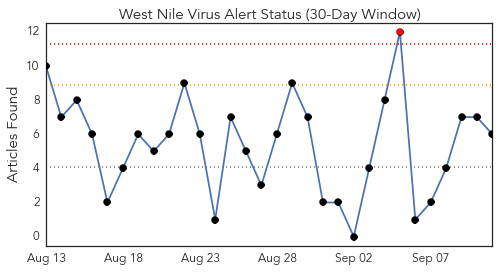 West Nile Virus Alert Status (30-Day Window)
Articles Found
12
10
8
6
4
2
0
Aug 13 Aug 18 Aug 23 Aug 28 Sep 02 Sep 07